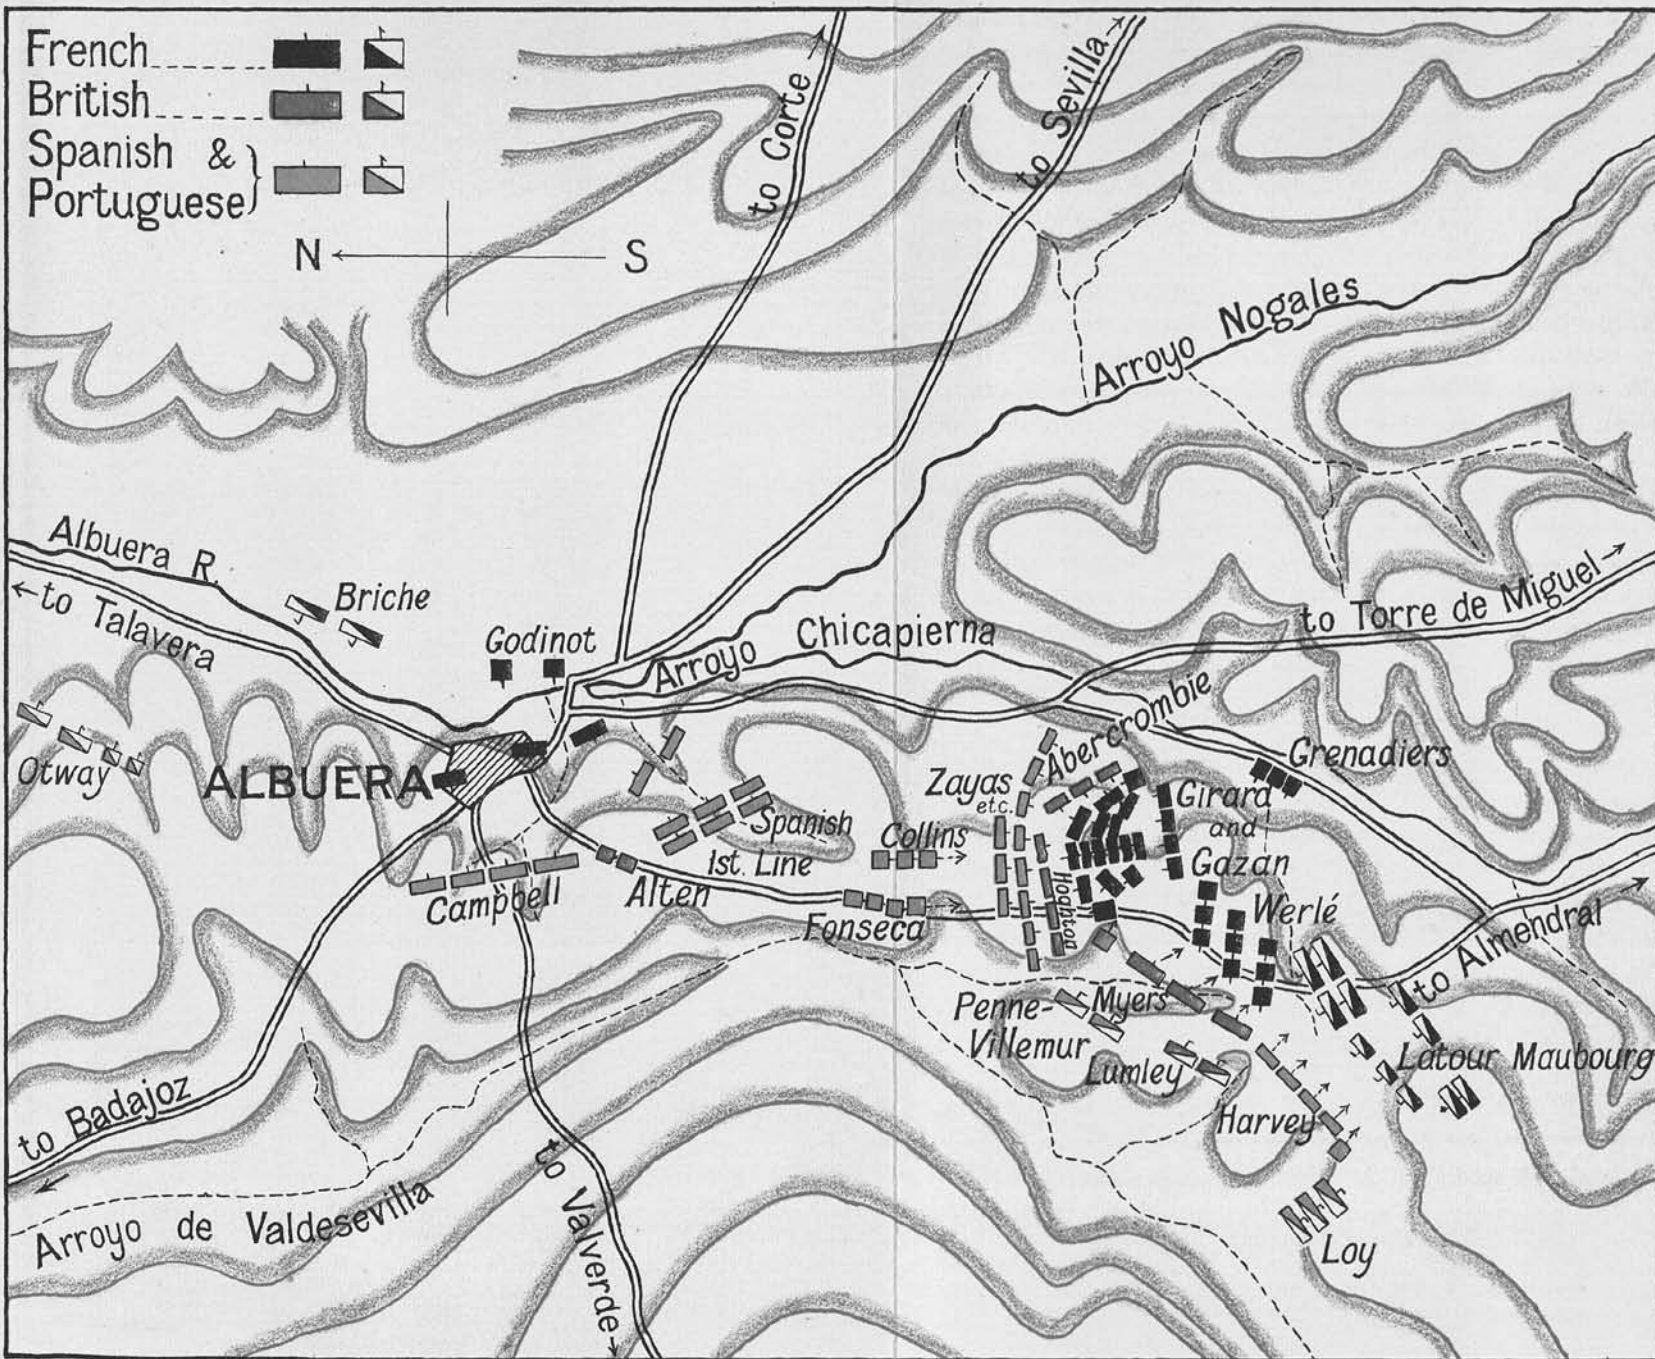 French
British
Spanish &
Portuguese
N
S
to Corte
to Sevilla
Arroyo Nogales
Albuera R.
to Talavera
Briche
Godinot
Arroyo Chicapierna
to Torre de Miguel
Otway
ALBUERA
Zayas
etc.
Abercrombie
Grenadiers
Girard
and
Gazan
Spanish
1st. Line
Collins
Campbell
Alten
Fonseca
Hoghton
Werlé
to Almendral
Penne-
Villemur
Myers
Lumley
Latour Maubourg
Harvey
to Badajoz
Arroyo de Valdesevilla
to Valverde
Loy